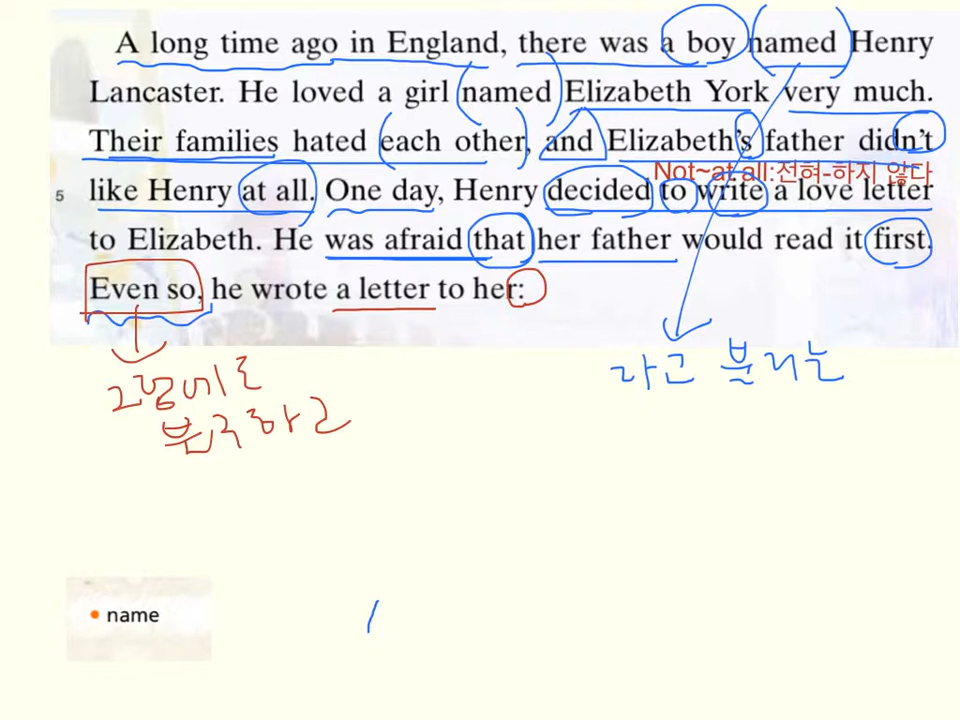 A long time ago in England, there was a boy named Henry
Lancaster. He loved a girl named Elizabeth York very much.
Their families hated each other, and Elizabeth's father didn't
Not~at all:전혀-하지 않다
5 like Henry at all. One day, Henry decided to write a love letter
to Elizabeth. He was afraid that her father would read it first.
Even so, he wrote a letter to her:
라고 불리는
그럼에도
불구하고
• name